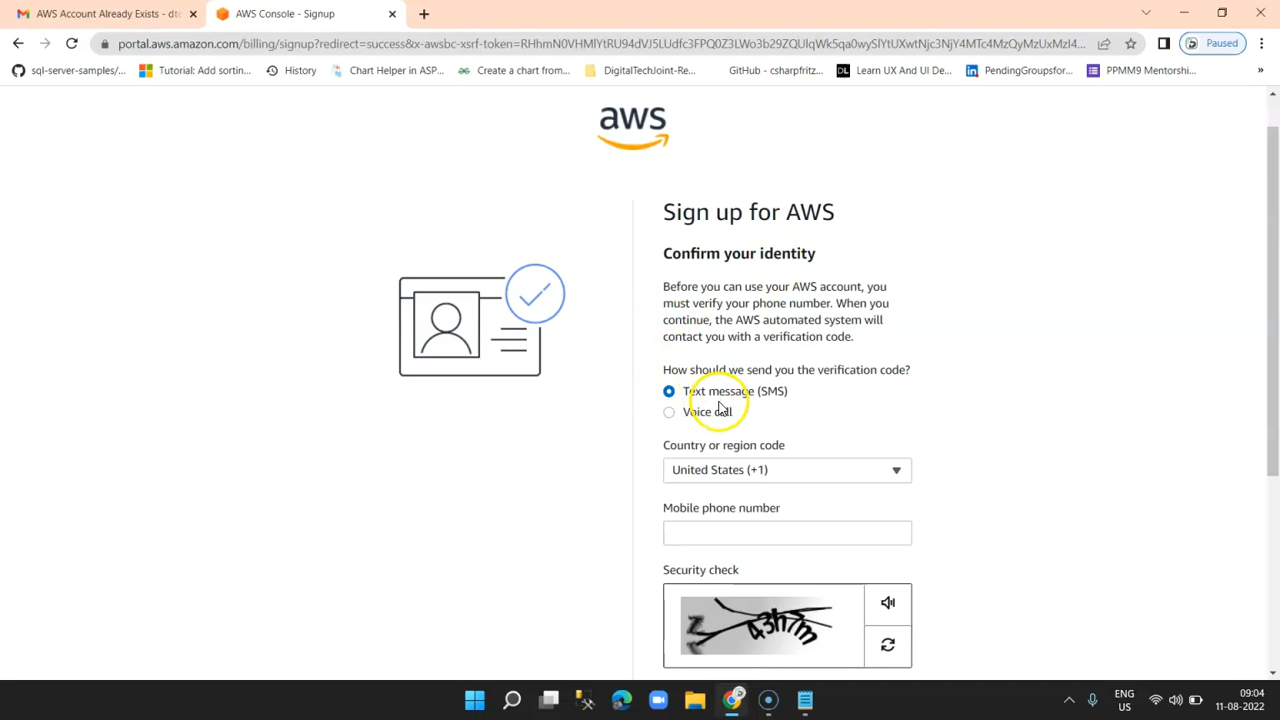 AWS Account Already Exists - dte
AWS Console - Signup
portal.aws.amazon.com/billing/signup?redirect=success&x-awsbc-xsrf-token=RHhmN0VHMlYtRU94dVJ5LUdfc3FPQ0Z3LWo3b29ZQUlqWk5qa0wySlYtUXwtNjc3NjY4MTc4MzQyMzUxMzI4...
Paused
sql-server-samples/...
Tutorial: Add sortin...
History
Chart Helper in ASP...
Create a chart from...
DigitalTechJoint-Re...
GitHub - csharpfritz...
DL Learn UX And UI De...
PendingGroupsfor...
PPMM9 Mentorshi...
»
aws
Sign up for AWS
Confirm your identity
Before you can use your AWS account, you
must verify your phone number. When you
continue, the AWS automated system will
contact you with a verification code.
How should we send you the verification code?
Text message (SMS)
Voice call
Country or region code
United States (+1)
Mobile phone number
Security check
43h7m
ENG
US
09:04
11-08-2022